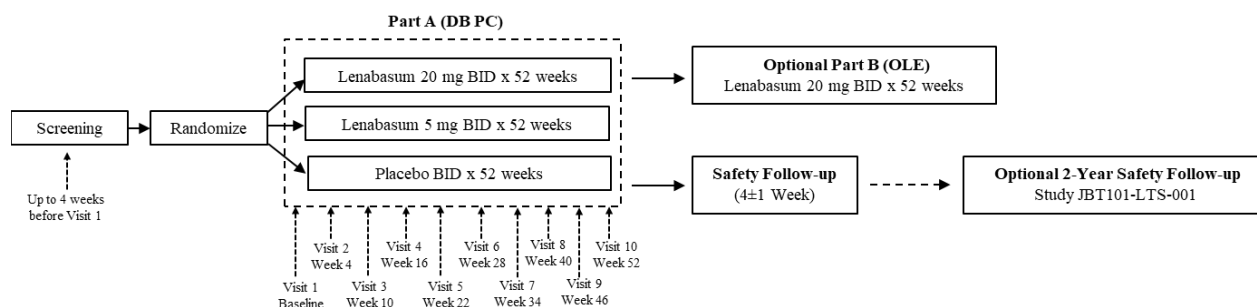 Part A (DB PC)
Lenabasum 20 mg BID x 52 weeks
Optional Part B (OLE)
Lenabasum 20 mg BID x 52 weeks
Screening
Randomize
Lenabasum 5 mg BID x 52 weeks
Placebo BID x 52 weeks
Safety Follow-up
(4±1 Week)
Optional 2-Year Safety Follow-up
Study JBT101-LTS-001
Up to 4 weeks
before Visit 1
Visit 1
Baseline
Visit 2
Week 4
Visit 3
Week 10
Visit 4
Week 16
Visit 5
Week 22
Visit 6
Week 28
Visit 7
Week 34
Visit 8
Week 40
Visit 9
Week 46
Visit 10
Week 52